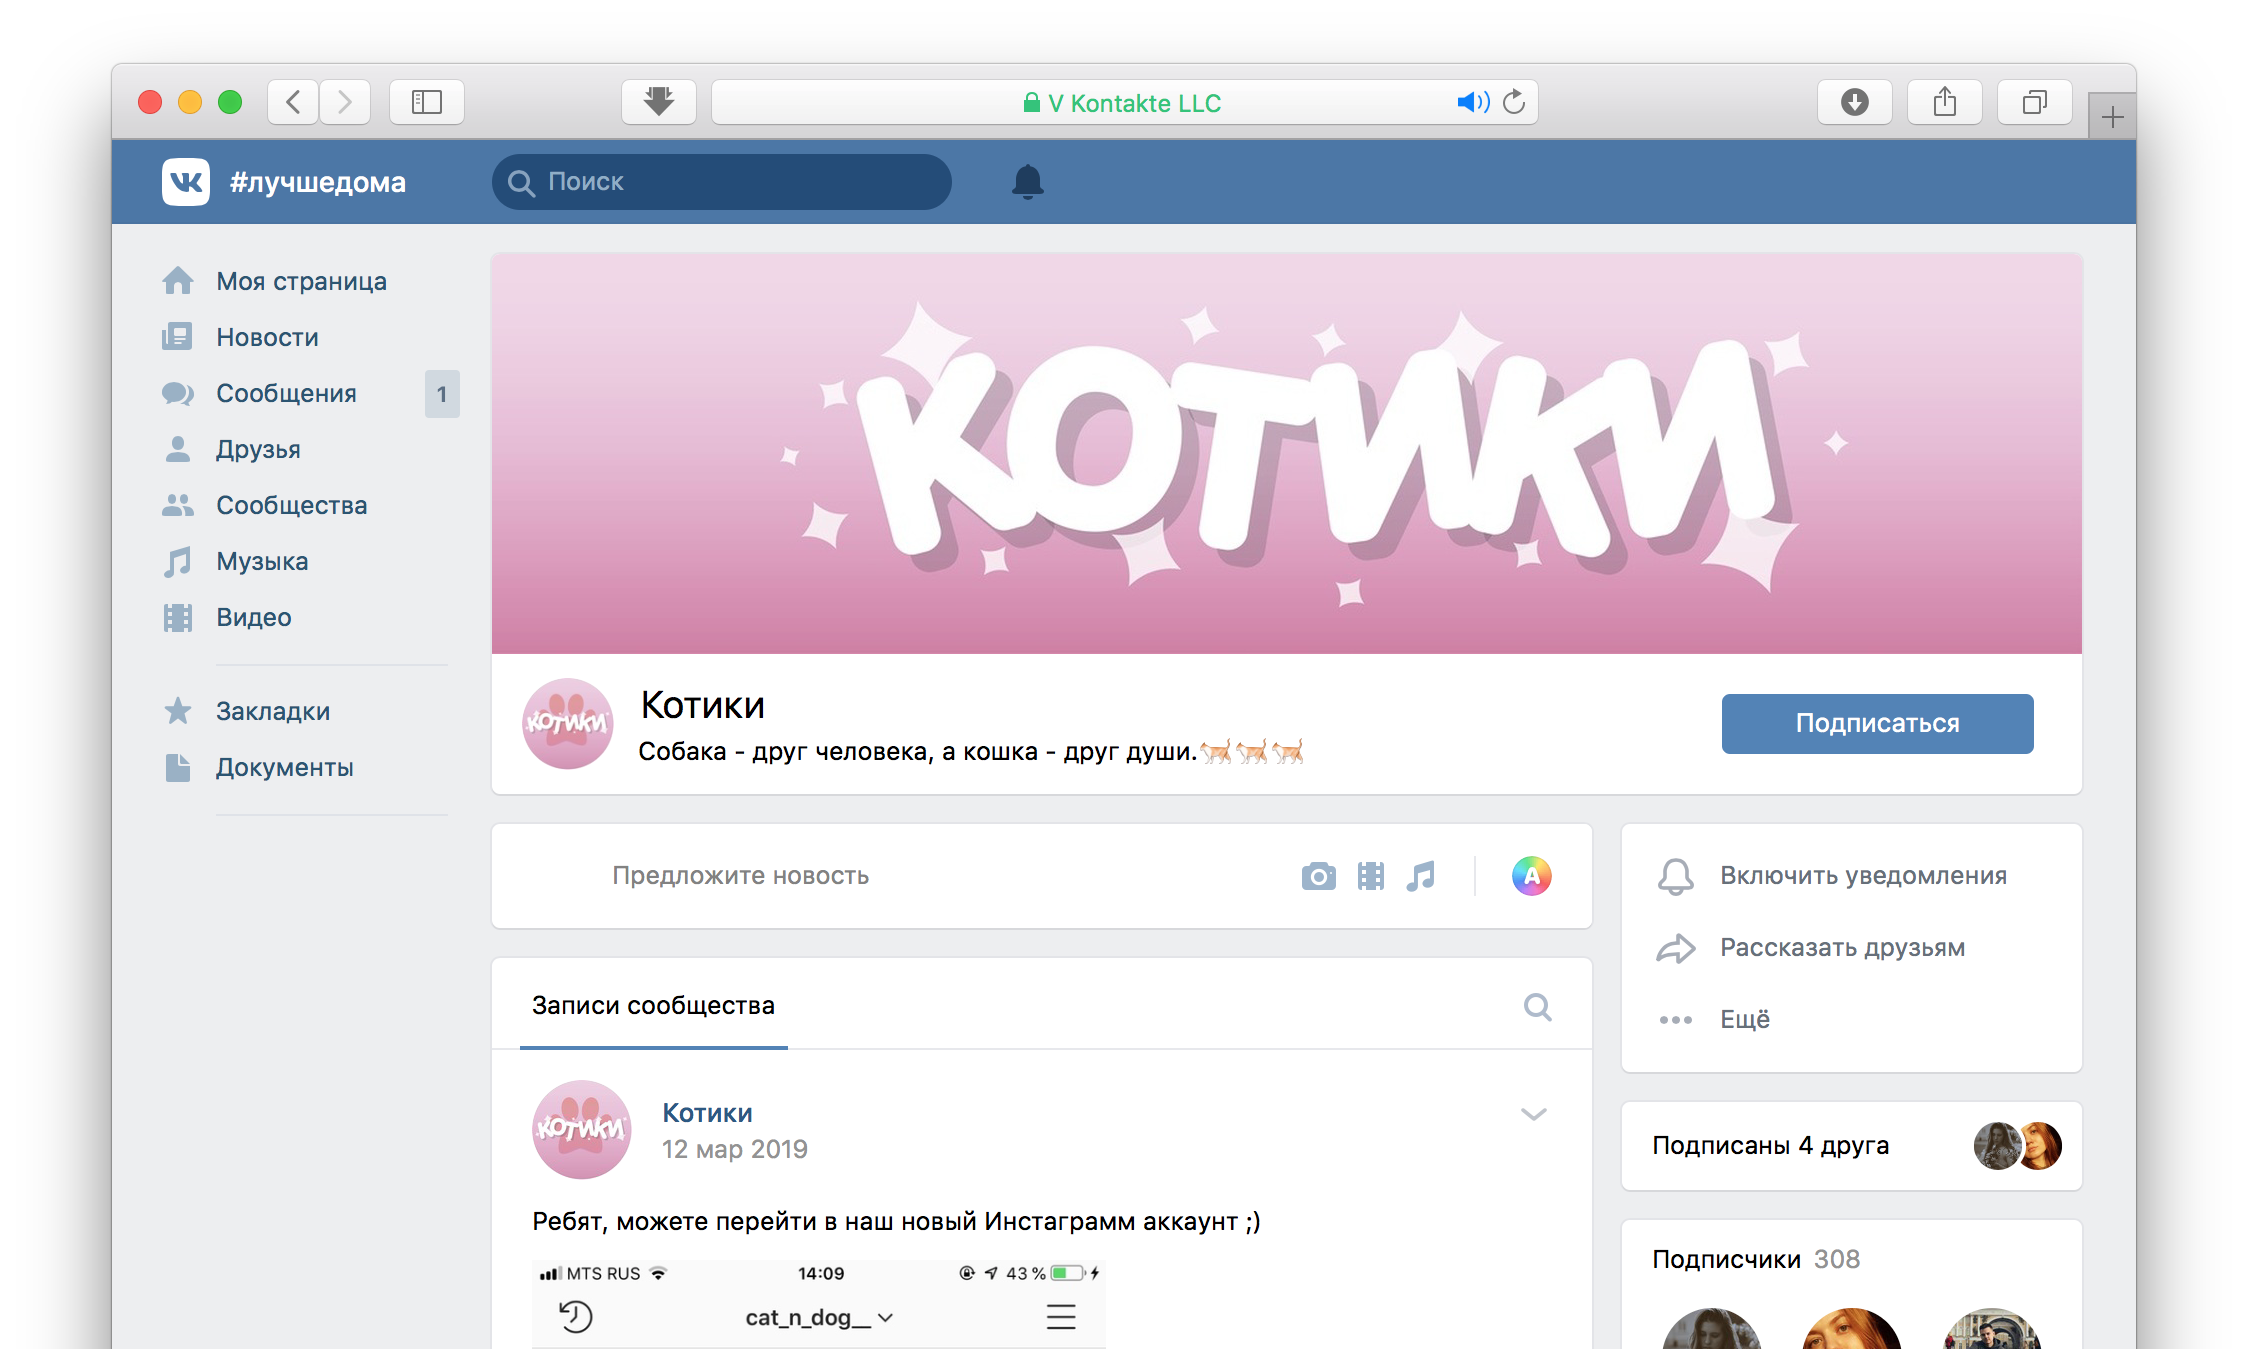 V Kontakte LLC
#лучшедома
Поиск
Моя страница
Новости
Сообщения 1
Друзья
Сообщества
Музыка
Видео
Закладки
Документы
КОТИКИ
КОТИКИ
Котики
Собака - друг человека, а кошка - друг души.🐈🐈🐈
Подписаться
Предложите новость
A
Записи сообщества
КОТИКИ
Котики
12 мар 2019
Ребят, можете перейти в наш новый Инстаграмм аккаунт ;)
MTS RUS 14:09 43 %
cat_n_dog__
Включить уведомления
Рассказать друзьям
Ещё
Подписаны 4 друга
Подписчики 308